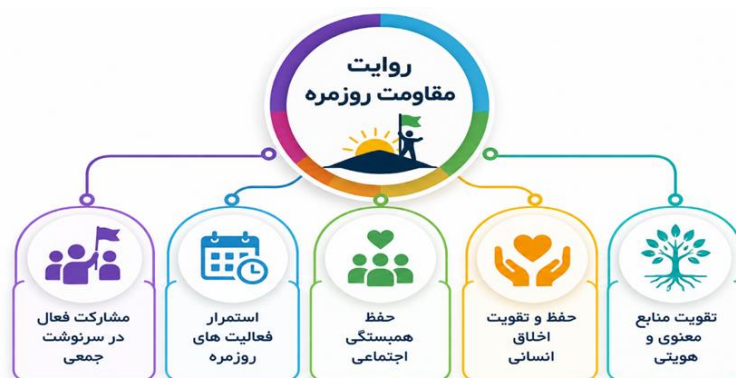 روایت
مقاومت روزمره
تقویت منابع
معنوی و
هویتی
حفظ و تقویت
اخلاق
انسانی
حفظ
همبستگی
اجتماعی
استمرار
فعالیت های
روزمره
مشارکت فعال
در سرنوشت
جمعی